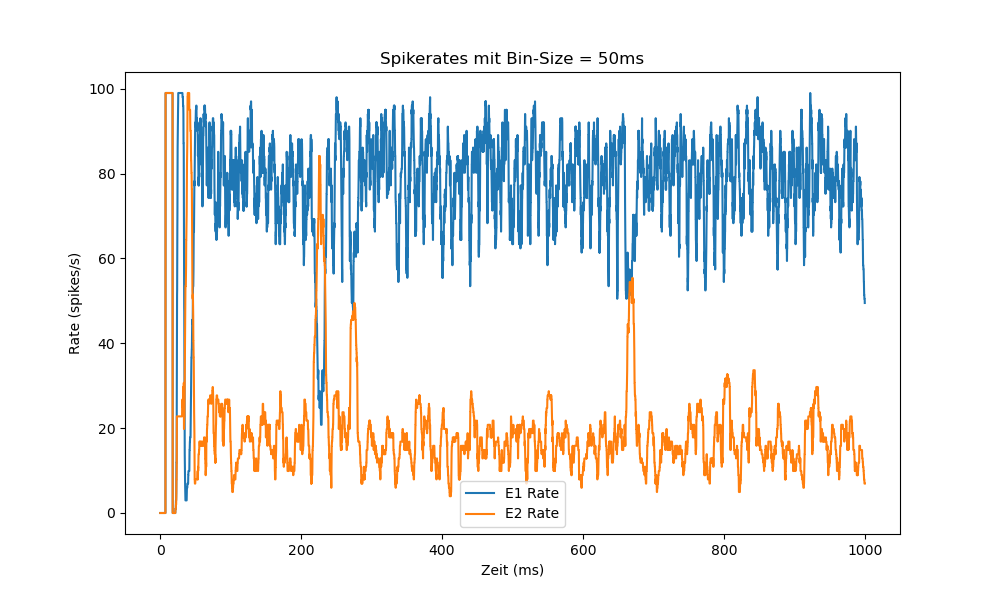 Spikerates mit Bin-Size = 50ms
100
80
60
40
20
0
Rate (spikes/s)
E1 Rate
E2 Rate
0 200 400 600 800 1000
Zeit (ms)